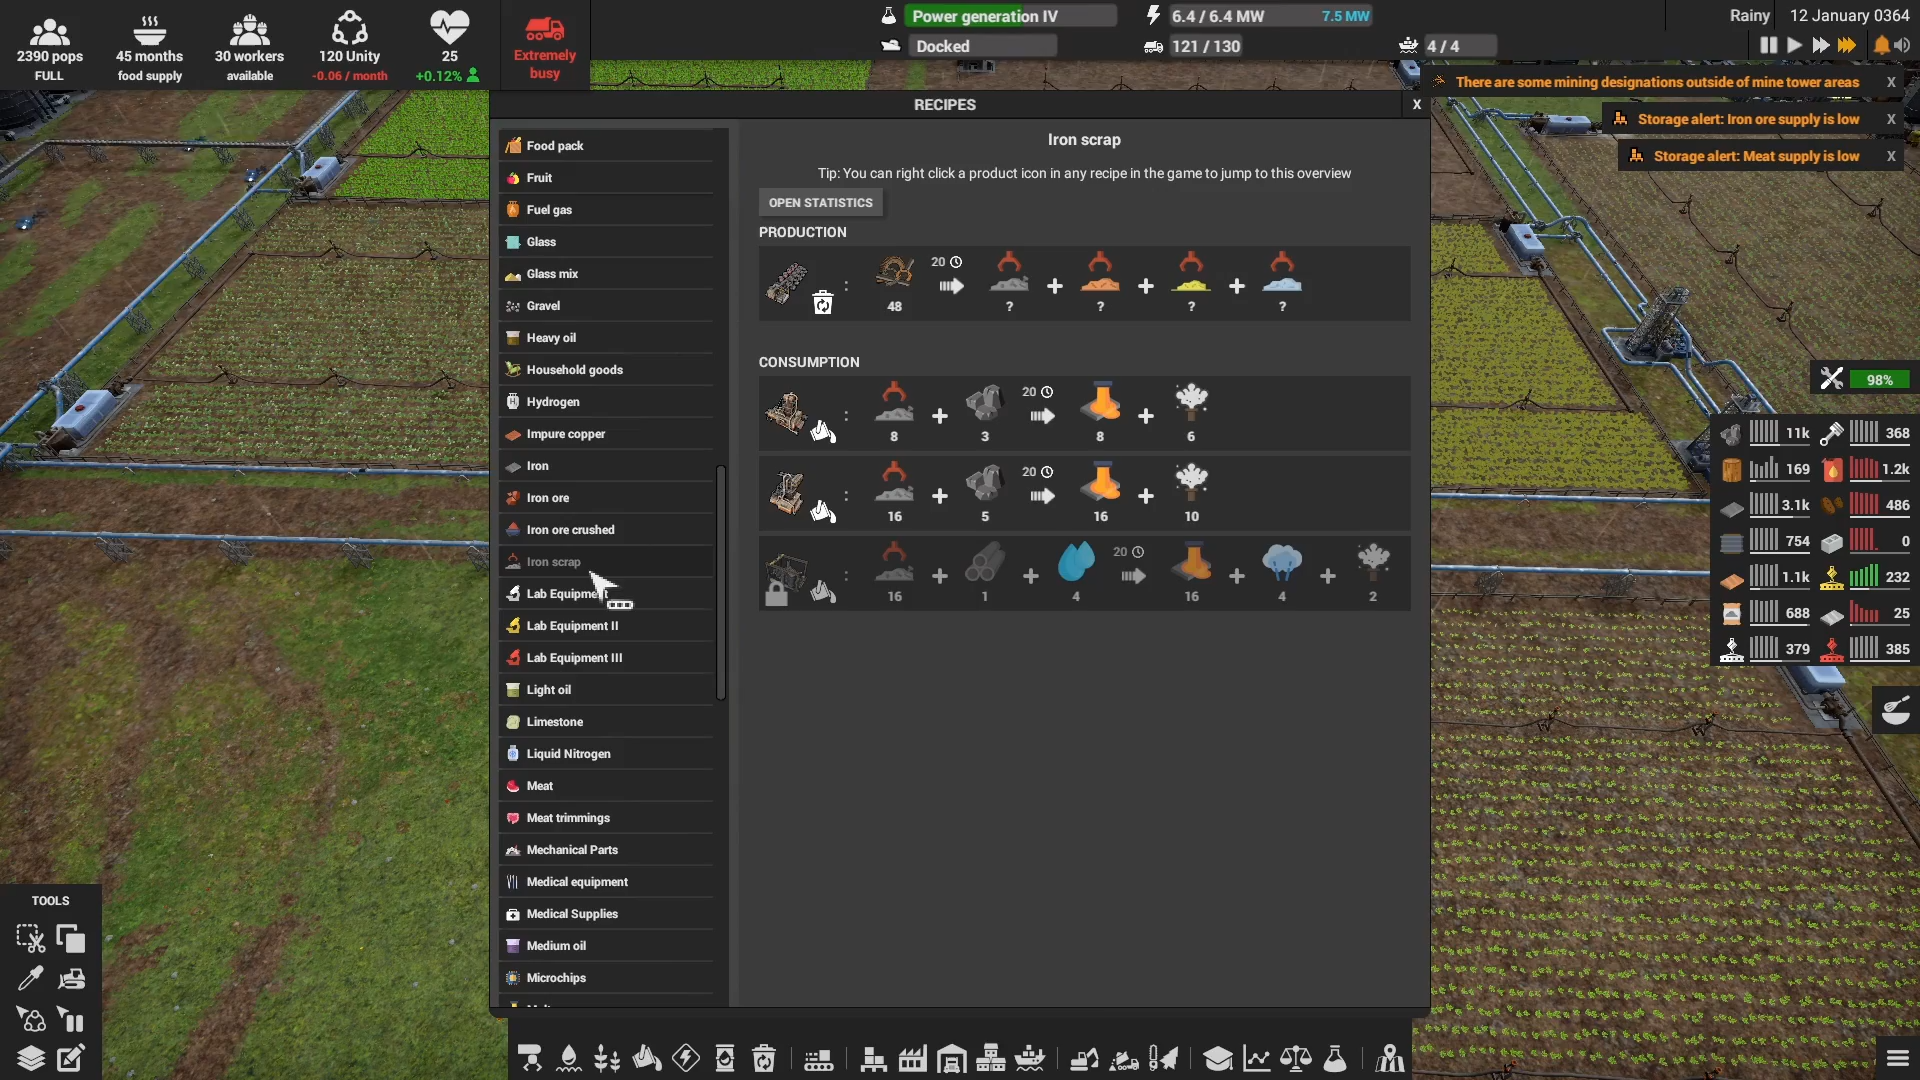 2390 pops
FULL
45 months
food supply
30 workers
available
120 Unity
-0.06 / month
25
+0.12%
Extremely
busy
Power generation IV
Docked
6.4 / 6.4 MW
7.5 MW
121 / 130
4 / 4
Rainy
12 January 0364
There are some mining designations outside of mine tower areas
X
Storage alert: Iron ore supply is low
X
Storage alert: Meat supply is low
X
RECIPES
X
Food pack
Fruit
Fuel gas
Glass
Glass mix
Gravel
Heavy oil
Household goods
Hydrogen
Impure copper
Iron
Iron ore
Iron ore crushed
Iron scrap
Lab Equipment
Lab Equipment II
Lab Equipment III
Light oil
Limestone
Liquid Nitrogen
Meat
Meat trimmings
Mechanical Parts
Medical equipment
Medical Supplies
Medium oil
Microchips
Iron scrap
Tip: You can right click a product icon in any recipe in the game to jump to this overview
OPEN STATISTICS
PRODUCTION
: 48 20 ? + ? + ? + ?
CONSUMPTION
: 8 + 3 20 8 + 6
: 16 + 5 20 16 + 10
: 16 + 1 + 4 20 16 + 4 + 2
98%
11k 368
169 1.2k
3.1k 486
754 0
1.1k 232
688 25
379 385
TOOLS